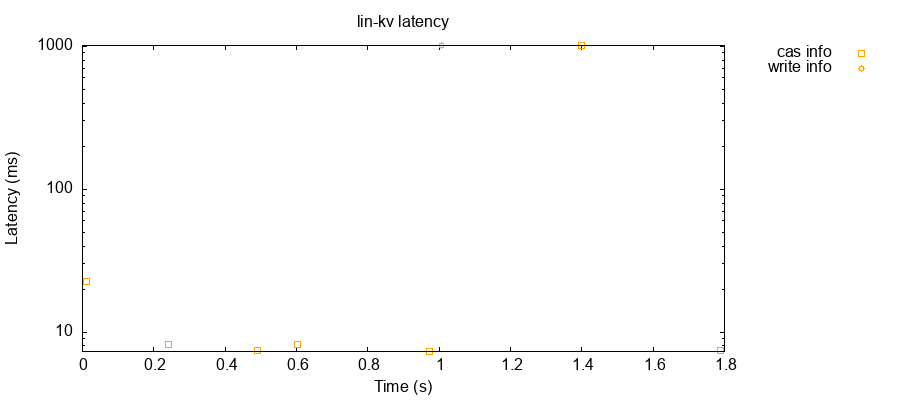 lin-kv latency
1000
100
10
Latency (ms)
0 0.2 0.4 0.6 0.8 1 1.2 1.4 1.6 1.8
Time (s)
cas info
write info